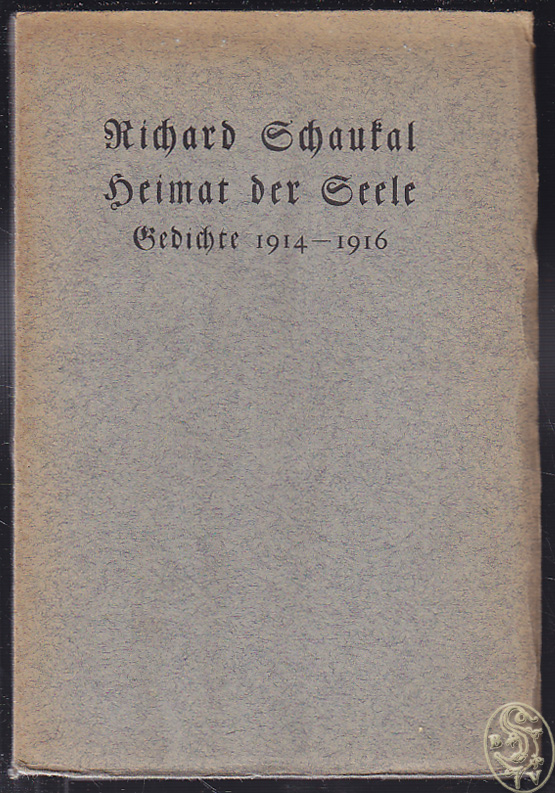 Richard Schaukal
Heimat der Seele
Gedichte 1914–1916